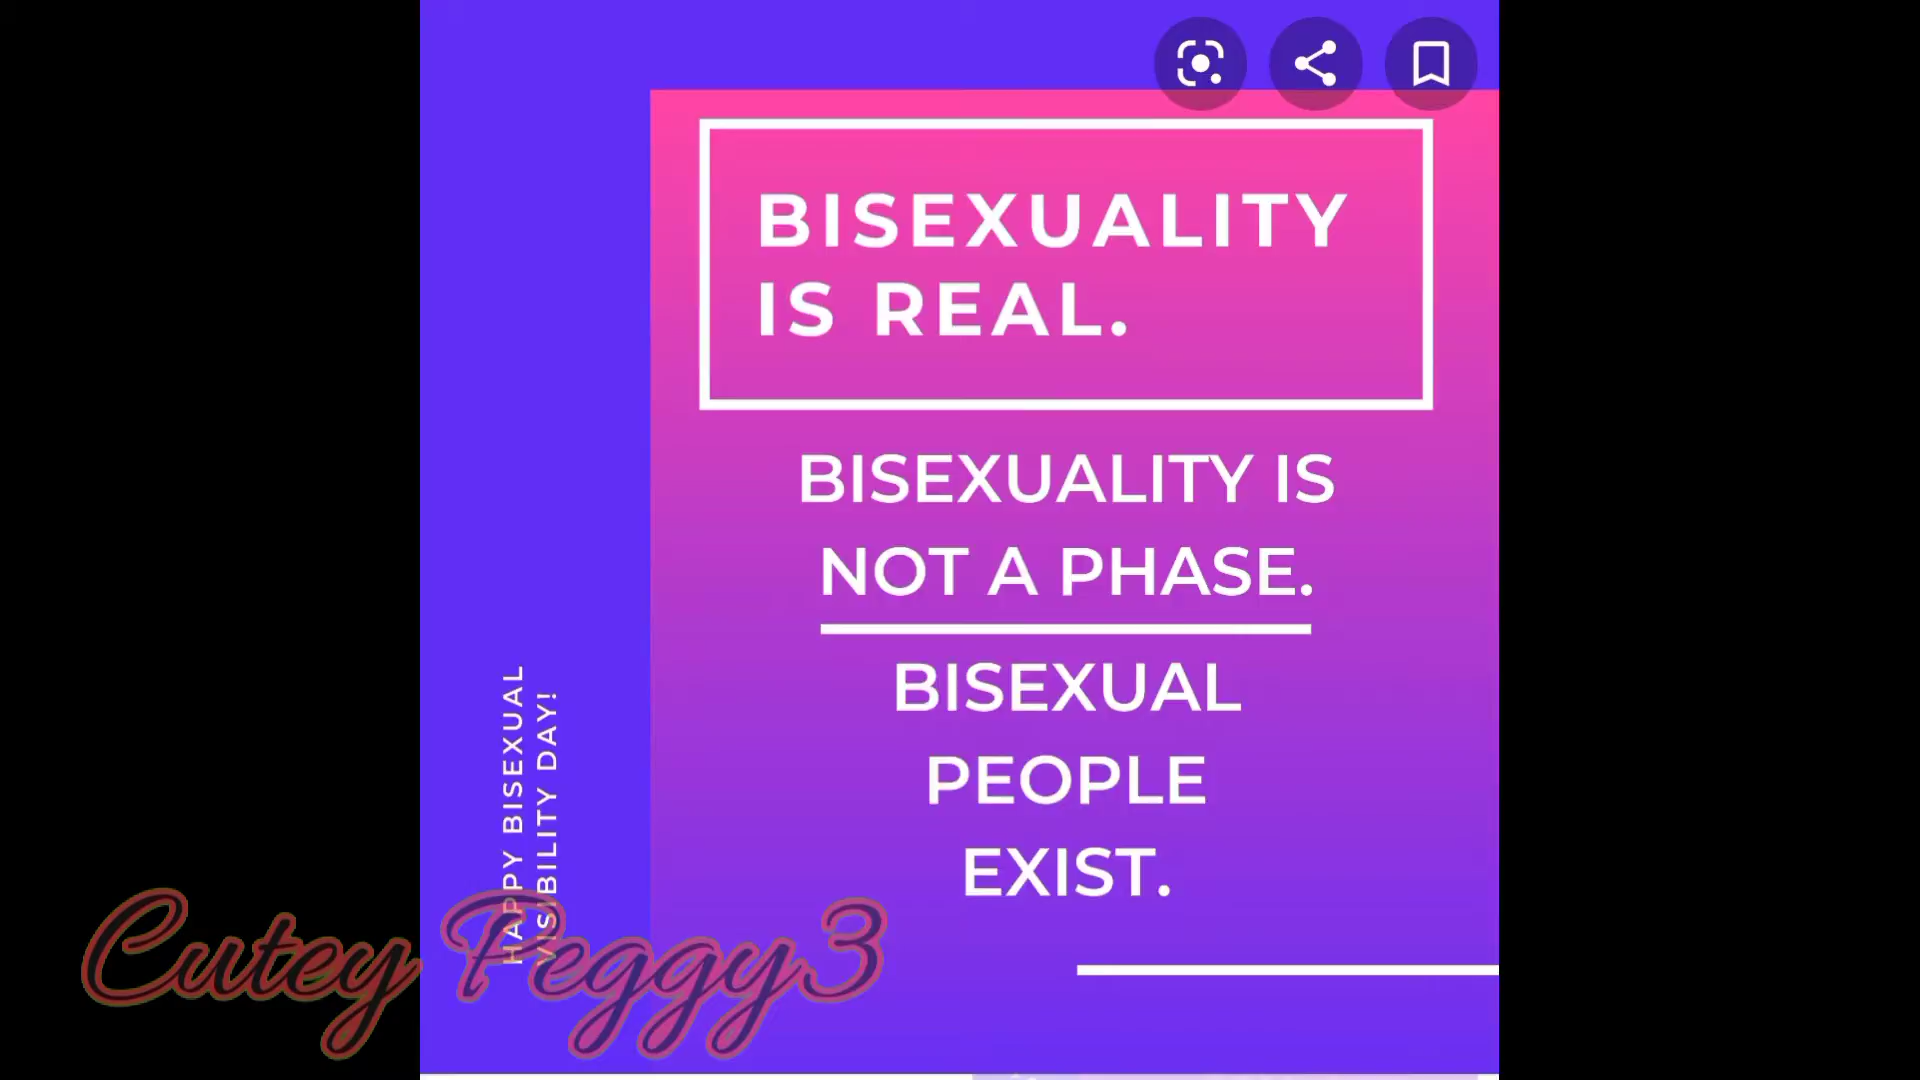 BISEXUALITY
IS REAL.
BISEXUALITY IS
NOT A PHASE.
BISEXUAL
PEOPLE
EXIST.
HAPPY BISEXUAL
VISIBILITY DAY!
Cutey Peggy3